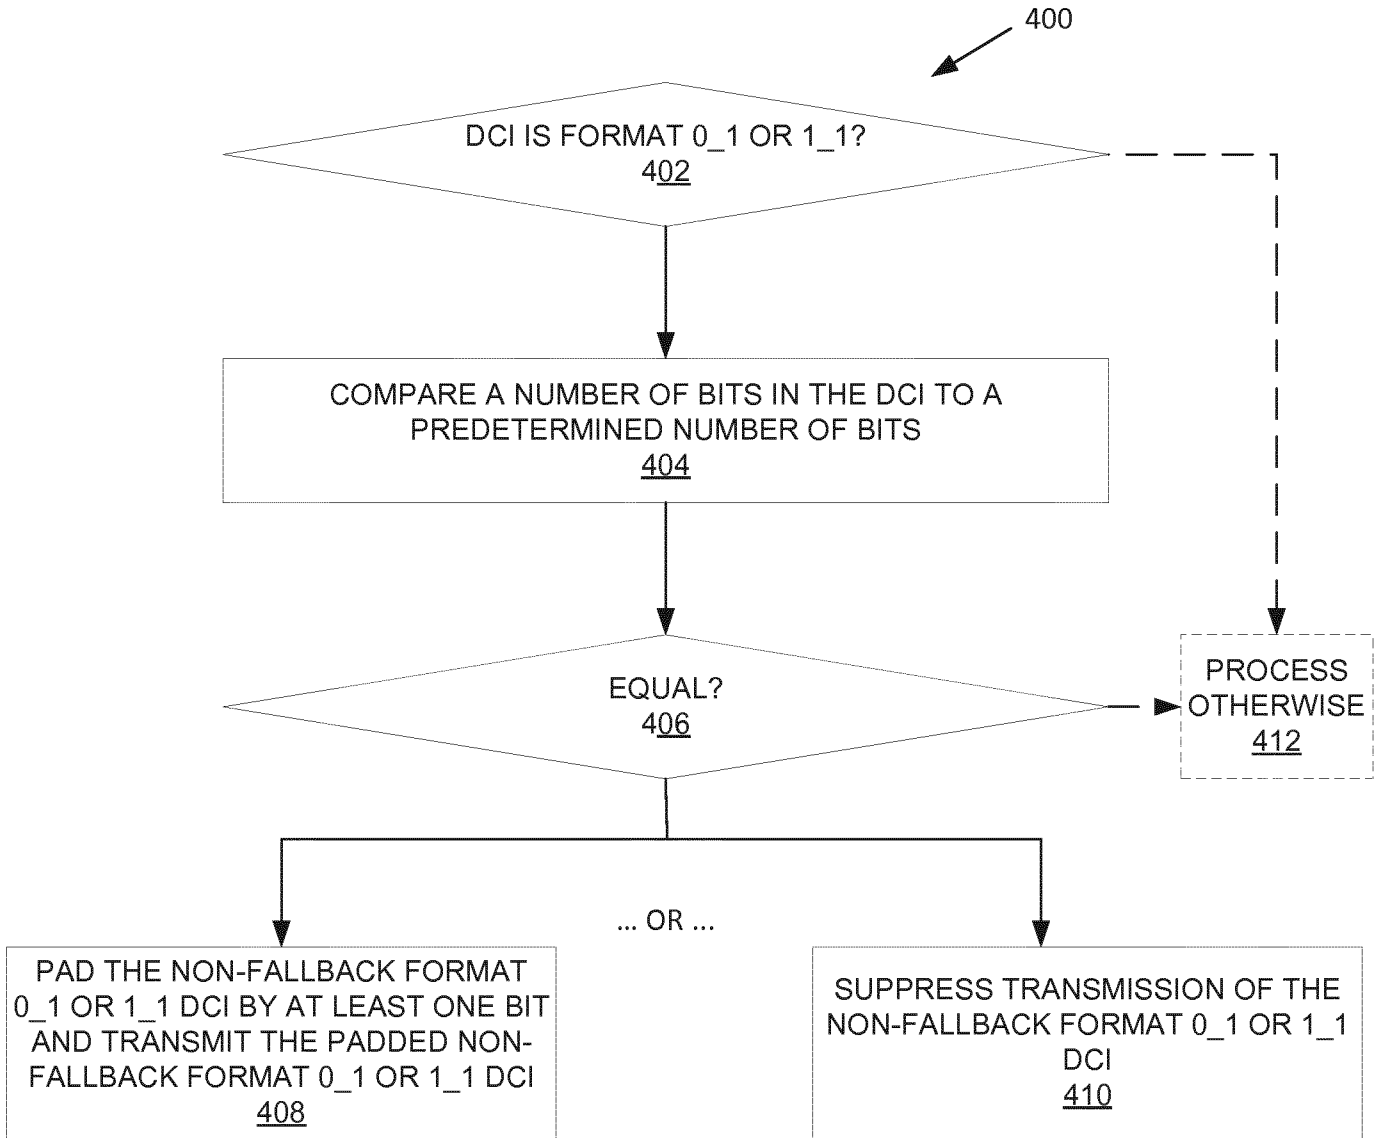 400
DCI IS FORMAT 0_1 OR 1_1?
402
COMPARE A NUMBER OF BITS IN THE DCI TO A
PREDETERMINED NUMBER OF BITS
404
EQUAL?
406
PROCESS
OTHERWISE
412
... OR ...
PAD THE NON-FALLBACK FORMAT
0_1 OR 1_1 DCI BY AT LEAST ONE BIT
AND TRANSMIT THE PADDED NON-
FALLBACK FORMAT 0_1 OR 1_1 DCI
408
SUPPRESS TRANSMISSION OF THE
NON-FALLBACK FORMAT 0_1 OR 1_1
DCI
410